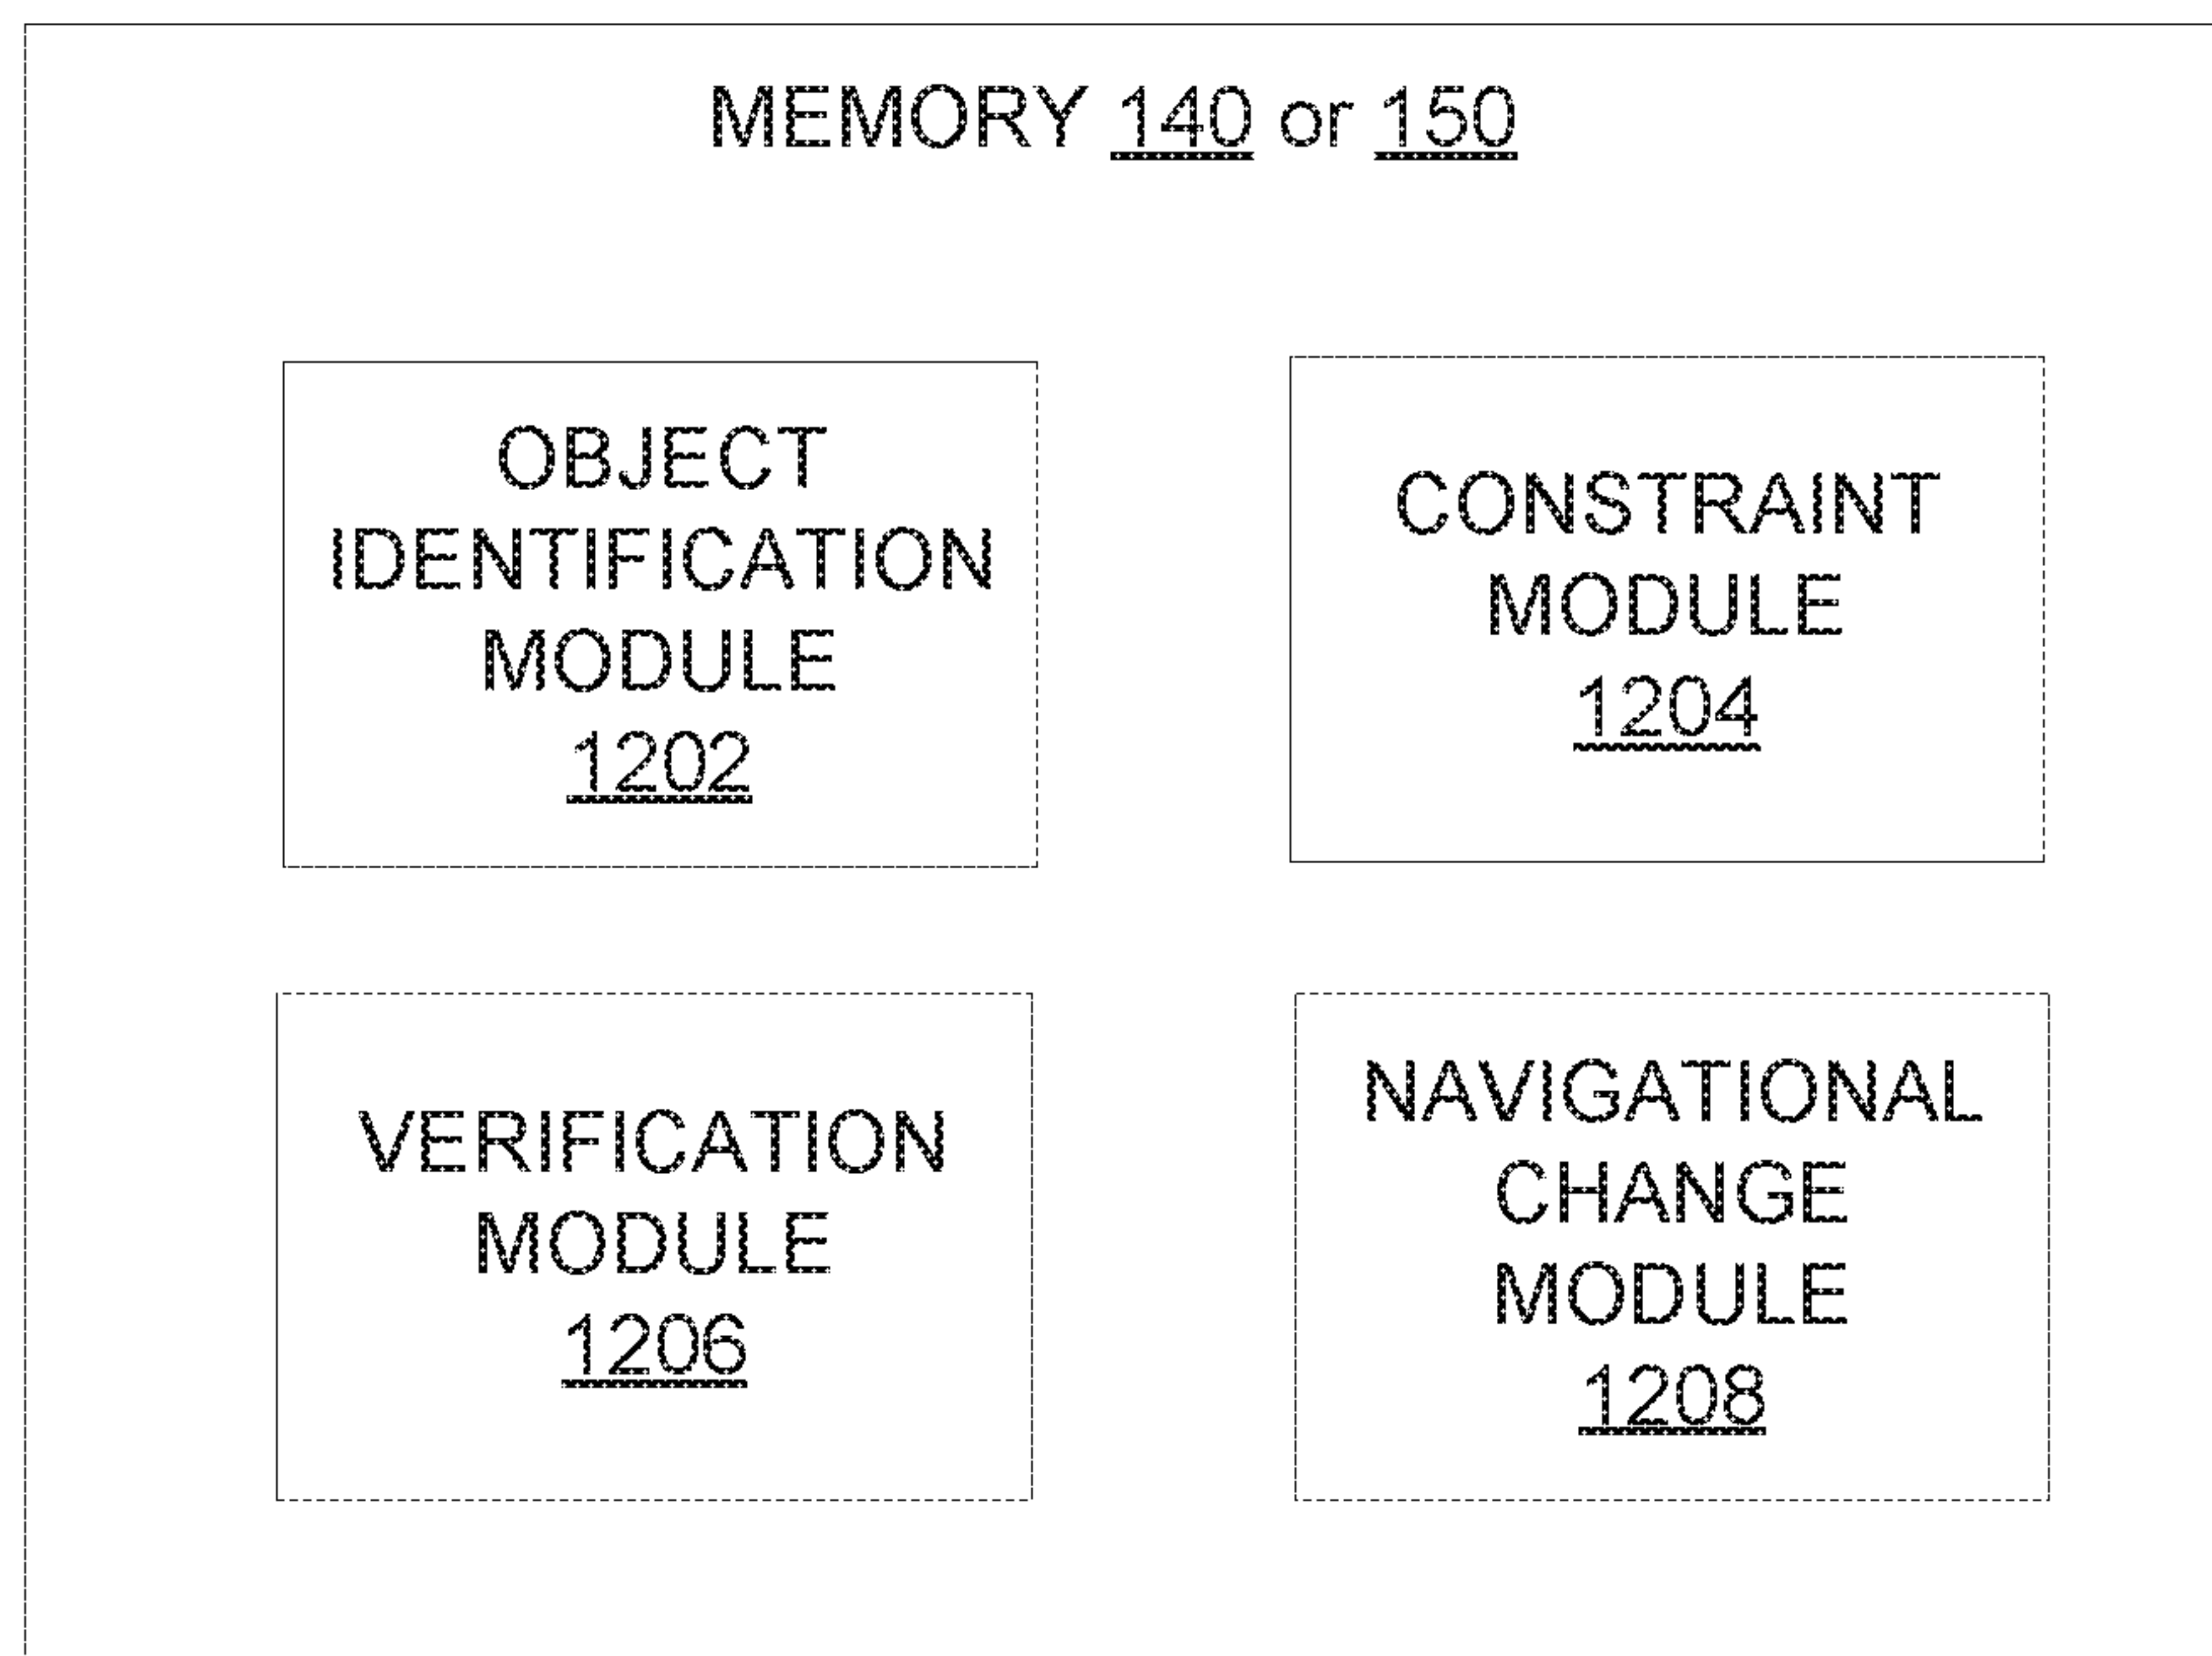 MEMORY 140 or 150
OBJECT
IDENTIFICATION
MODULE
1202
CONSTRAINT
MODULE
1204
VERIFICATION
MODULE
1206
NAVIGATIONAL
CHANGE
MODULE
1208